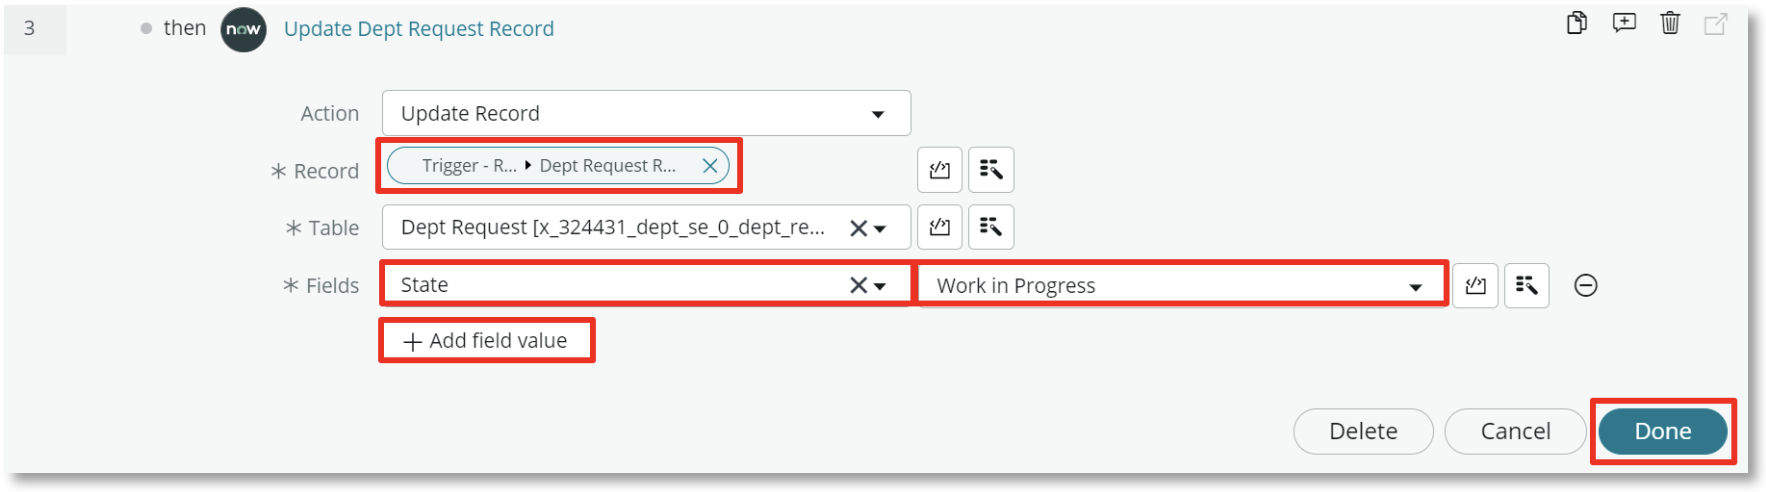 3 then now Update Dept Request Record
Action Update Record
* Record Trigger - R... Dept Request R...
* Table Dept Request [x_324431_dept_se_0_dept_re...
* Fields State Work in Progress
+ Add field value
Delete Cancel Done